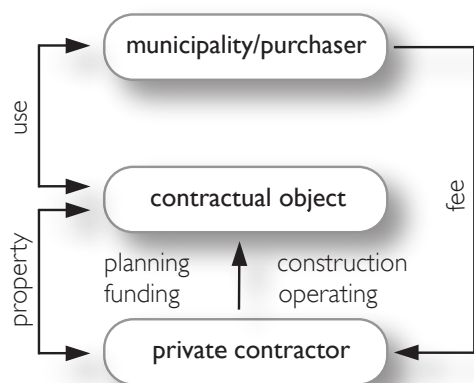 municipality/purchaser
use
contractual object
fee
planning construction
funding operating
property
private contractor